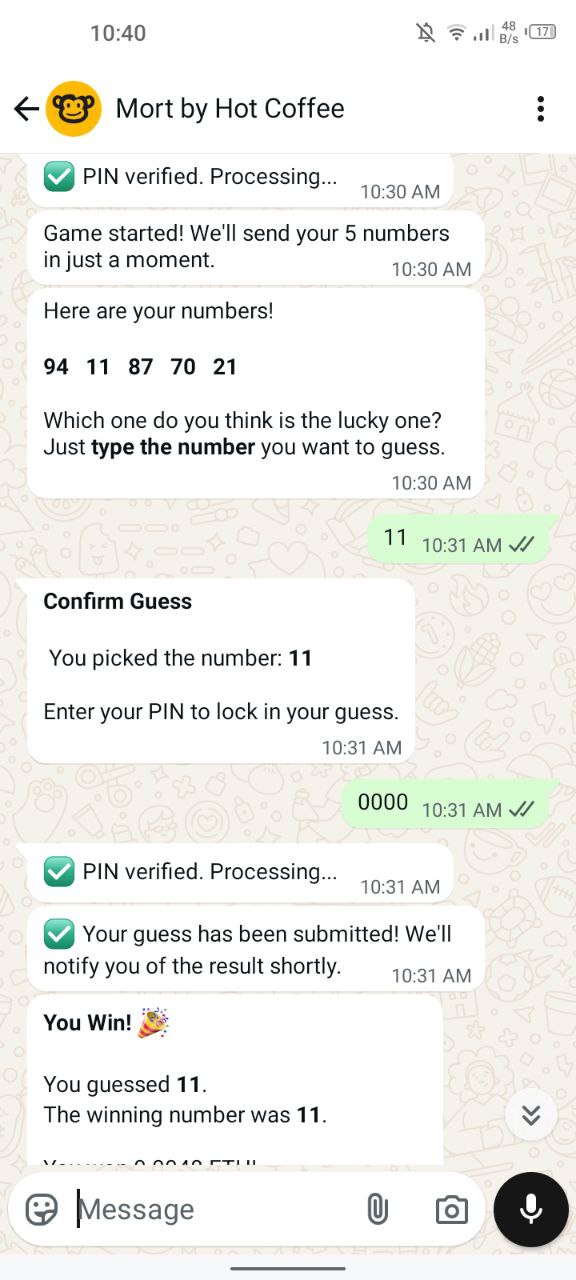 10:40
48
B/s
17
Mort by Hot Coffee
PIN verified. Processing...
10:30 AM
Game started! We'll send your 5 numbers
in just a moment.
10:30 AM
Here are your numbers!
94 11 87 70 21
Which one do you think is the lucky one?
Just type the number you want to guess.
10:30 AM
11
10:31 AM
Confirm Guess
You picked the number: 11
Enter your PIN to lock in your guess.
10:31 AM
0000
10:31 AM
PIN verified. Processing...
10:31 AM
Your guess has been submitted! We'll
notify you of the result shortly.
10:31 AM
You Win!
You guessed 11.
The winning number was 11.
You won
Message